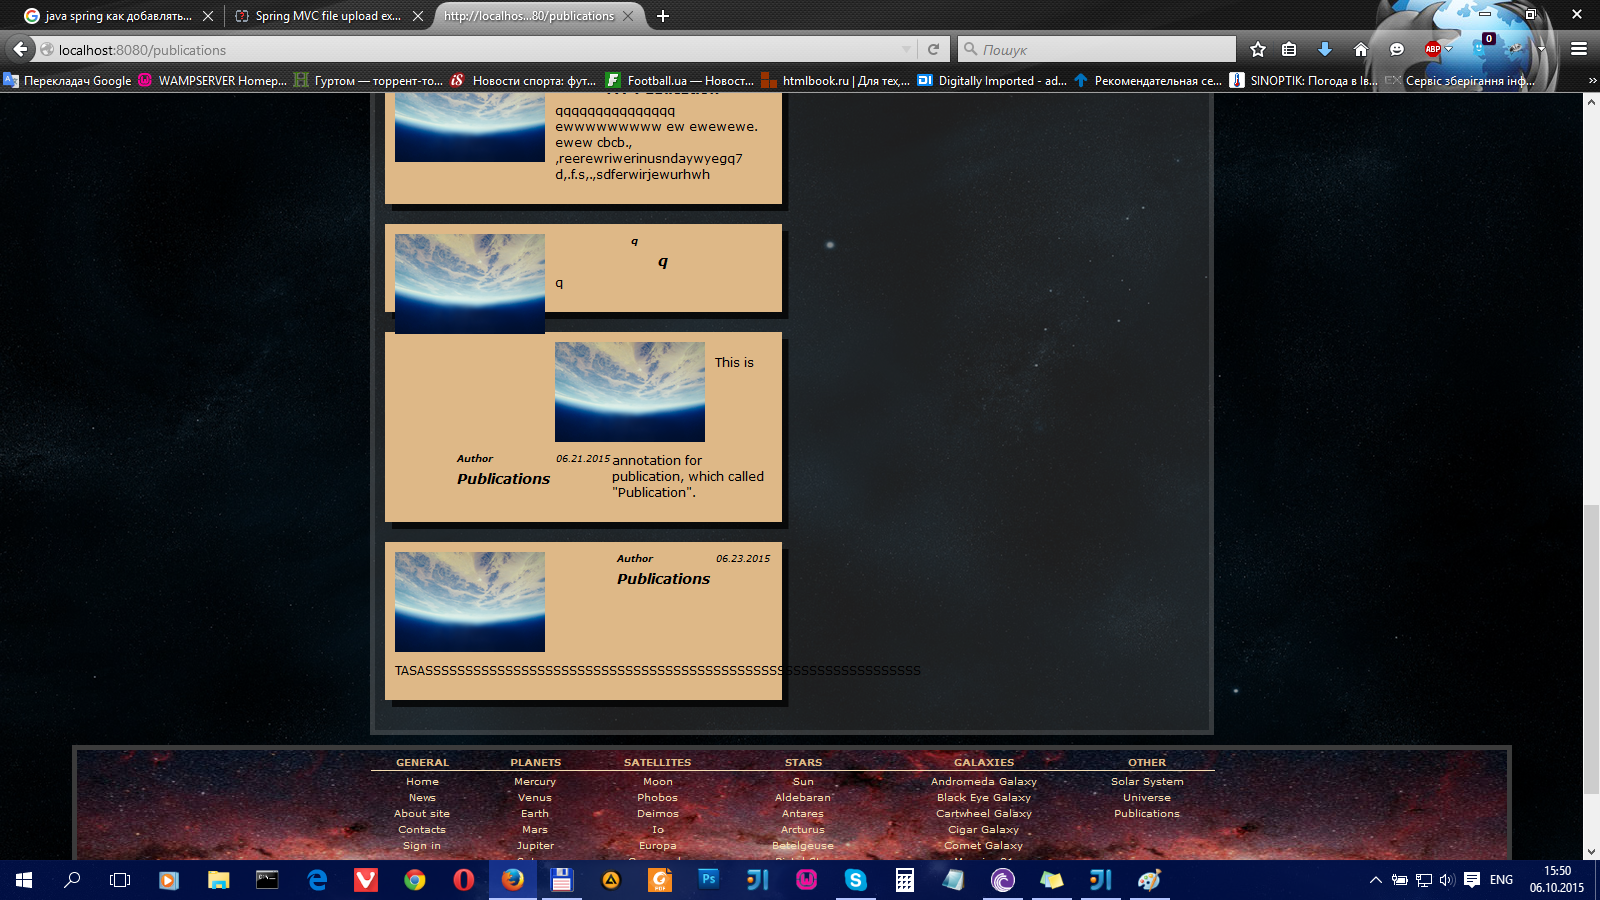 java spring как добавлять...
Spring MVC file upload ex...
http://localhos...80/publications
localhost:8080/publications
Пошук
ABP
0
Перекладач Google
WAMPSERVER Homep...
Гуртом — торрент-то...
Новости спорта: фут...
Football.ua — Новост...
htmlbook.ru | Для тех,...
Digitally Imported - ad...
Рекомендательная се...
SINOPTIK: Погода в Ів...
EX
Сервіс зберігання інф...
qqqqqqqqqqqqqqq
ewwwwwwwww ew ewewewe.
ewew cbcb.,
,reerewriwerinusndaywyegq7
d,.f.s,.,sdferwirjewurhwh
q
q
q
This is
Author 06.21.2015
Publications
annotation for
publication, which called
"Publication".
Author 06.23.2015
Publications
TASASSSSSSSSSSSSSSSSSSSSSSSSSSSSSSSSSSSSSSSSSSSSSSSSSSSSSSSSSSSSSS
GENERAL PLANETS SATELLITES STARS GALAXIES OTHER
Home Mercury Moon Sun Andromeda Galaxy Solar System
News Venus Phobos Aldebaran Black Eye Galaxy Universe
About site Earth Deimos Antares Cartwheel Galaxy Publications
Contacts Mars Io Arcturus Cigar Galaxy
Sign in Jupiter Europa Betelgeuse Comet Galaxy
ENG
15:50
06.10.2015